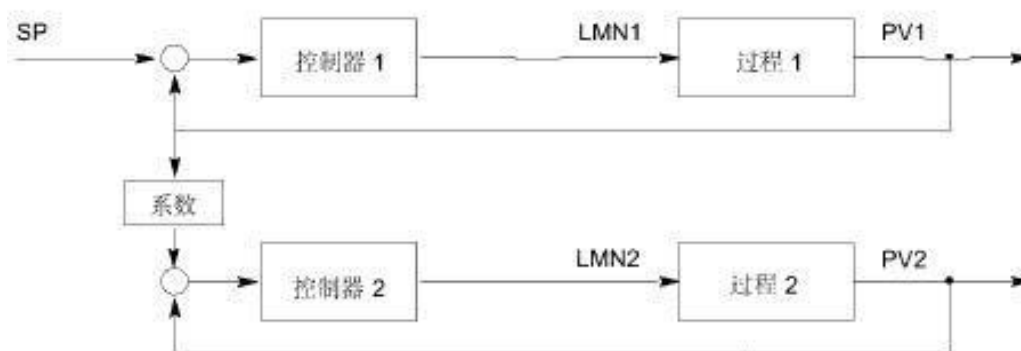 SP
控制器 1
LMN1
过程 1
PV1
系数
控制器 2
LMN2
过程 2
PV2